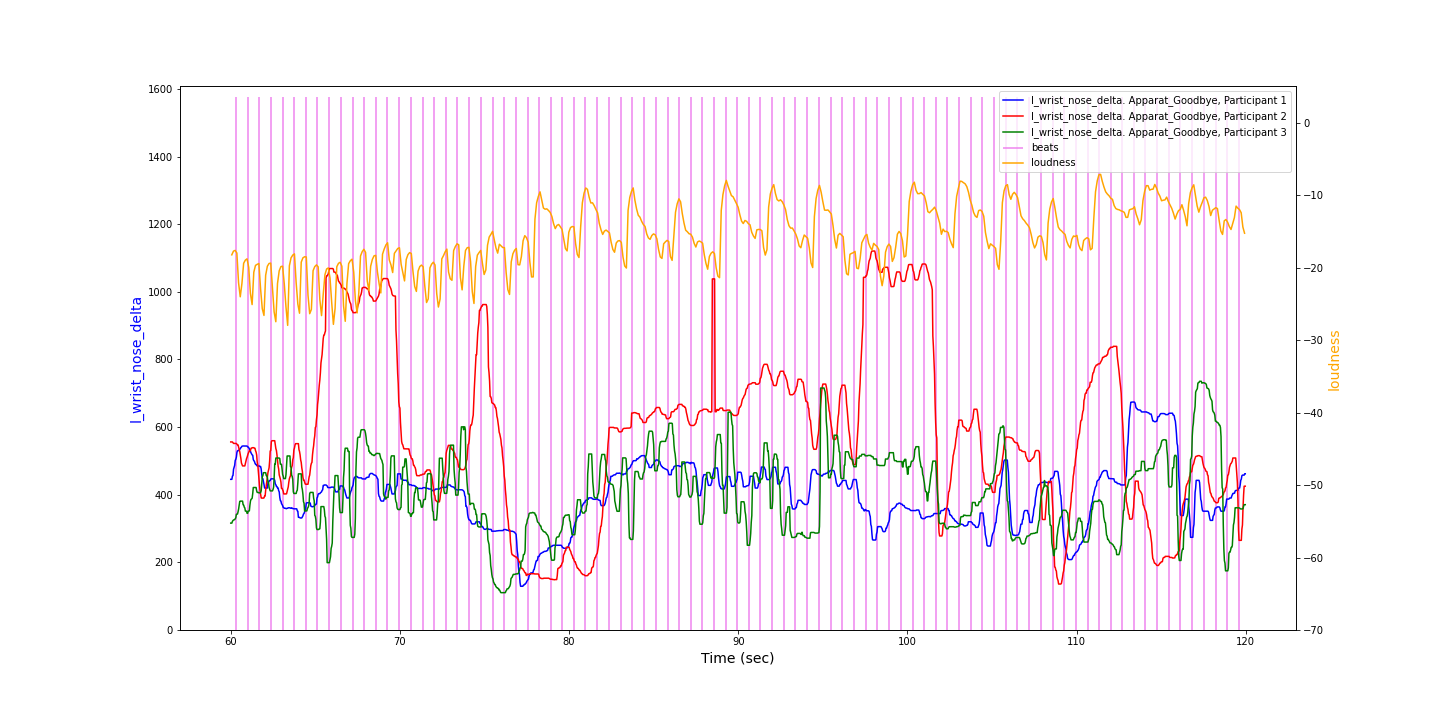 l_wrist_nose_delta. Apparat_Goodbye, Participant 1
l_wrist_nose_delta. Apparat_Goodbye, Participant 2
l_wrist_nose_delta. Apparat_Goodbye, Participant 3
beats
loudness
1600
1400
1200
1000
800
600
400
200
0
l_wrist_nose_delta
0
−10
−20
−30
−40
−50
−60
−70
loudness
60 70 80 90 100 110 120
Time (sec)